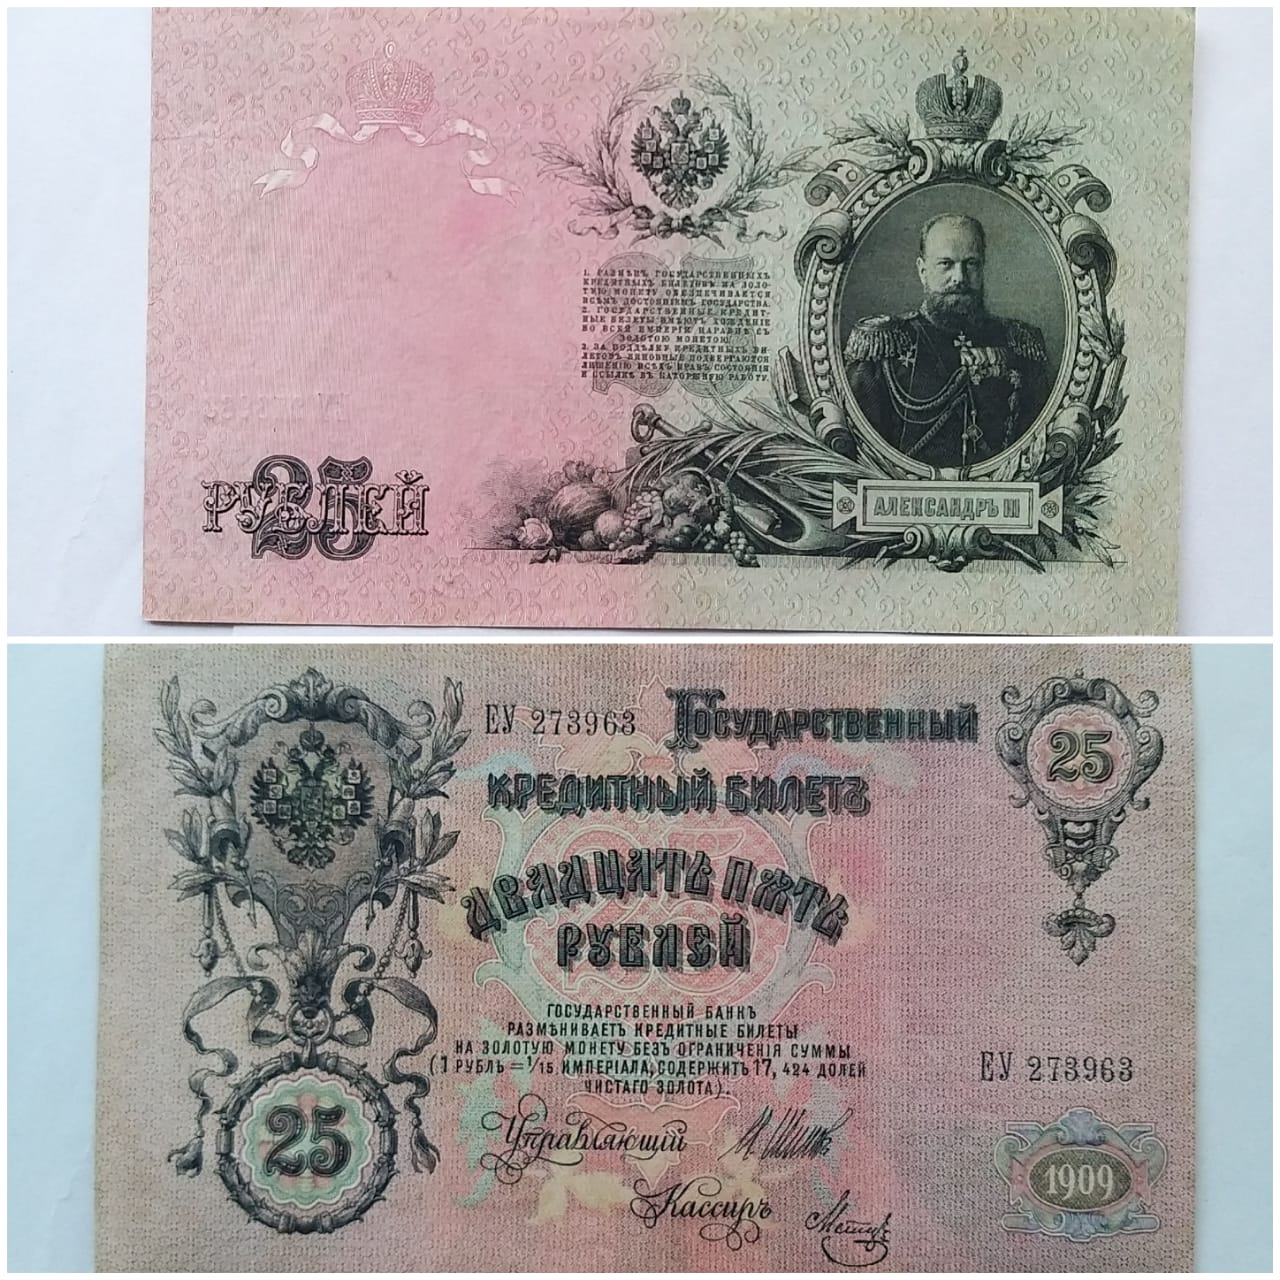 1. РАЗМѢНЪ ГОСУДАРСТВЕННЫХЪ
КРЕДИТНЫХЪ БИЛЕТОВЪ НА ЗОЛО-
ТУЮ МОНЕТУ ОБЕЗПЕЧИВАЕТСЯ
ВСѢМЪ ДОСТОЯНІЕМЪ ГОСУДАРСТВА.
2. ГОСУДАРСТВЕННЫЕ КРЕДИТ-
НЫЕ БИЛЕТЫ ИМѢЮТЪ ХОЖДЕНІЕ
ВО ВСЕЙ ИМПЕРІИ НАРАВНѢ СЪ
ЗОЛОТОЮ МОНЕТОЮ.
3. ЗА ПОДДѢЛКУ КРЕДИТНЫХЪ БИ-
ЛЕТОВЪ ВИНОВНЫЕ ПОДВЕРГАЮТСЯ
ЛИШЕНІЮ ВСѢХЪ ПРАВЪ СОСТОЯНІЯ
И ССЫЛКѢ ВЪ КАТОРЖНУЮ РАБОТУ.
25 РУБЛЕЙ
АЛЕКСАНДРЪ III
ЕУ 273963 ГОСУДАРСТВЕННЫЙ
КРЕДИТНЫЙ БИЛЕТЪ
25
ДВАДЦАТЬ ПЯТЬ
РУБЛЕЙ
25
ГОСУДАРСТВЕННЫЙ БАНКЪ
РАЗМѢНИВАЕТЪ КРЕДИТНЫЕ БИЛЕТЫ
НА ЗОЛОТУЮ МОНЕТУ БЕЗЪ ОГРАНИЧЕНІЯ СУММЫ
(1 РУБЛЬ = 1/15 ИМПЕРІАЛА, СОДЕРЖИТЪ 17, 424 ДОЛЕЙ
ЧИСТАГО ЗОЛОТА).
ЕУ 273963
25
Управляющій
Кассиръ
1909